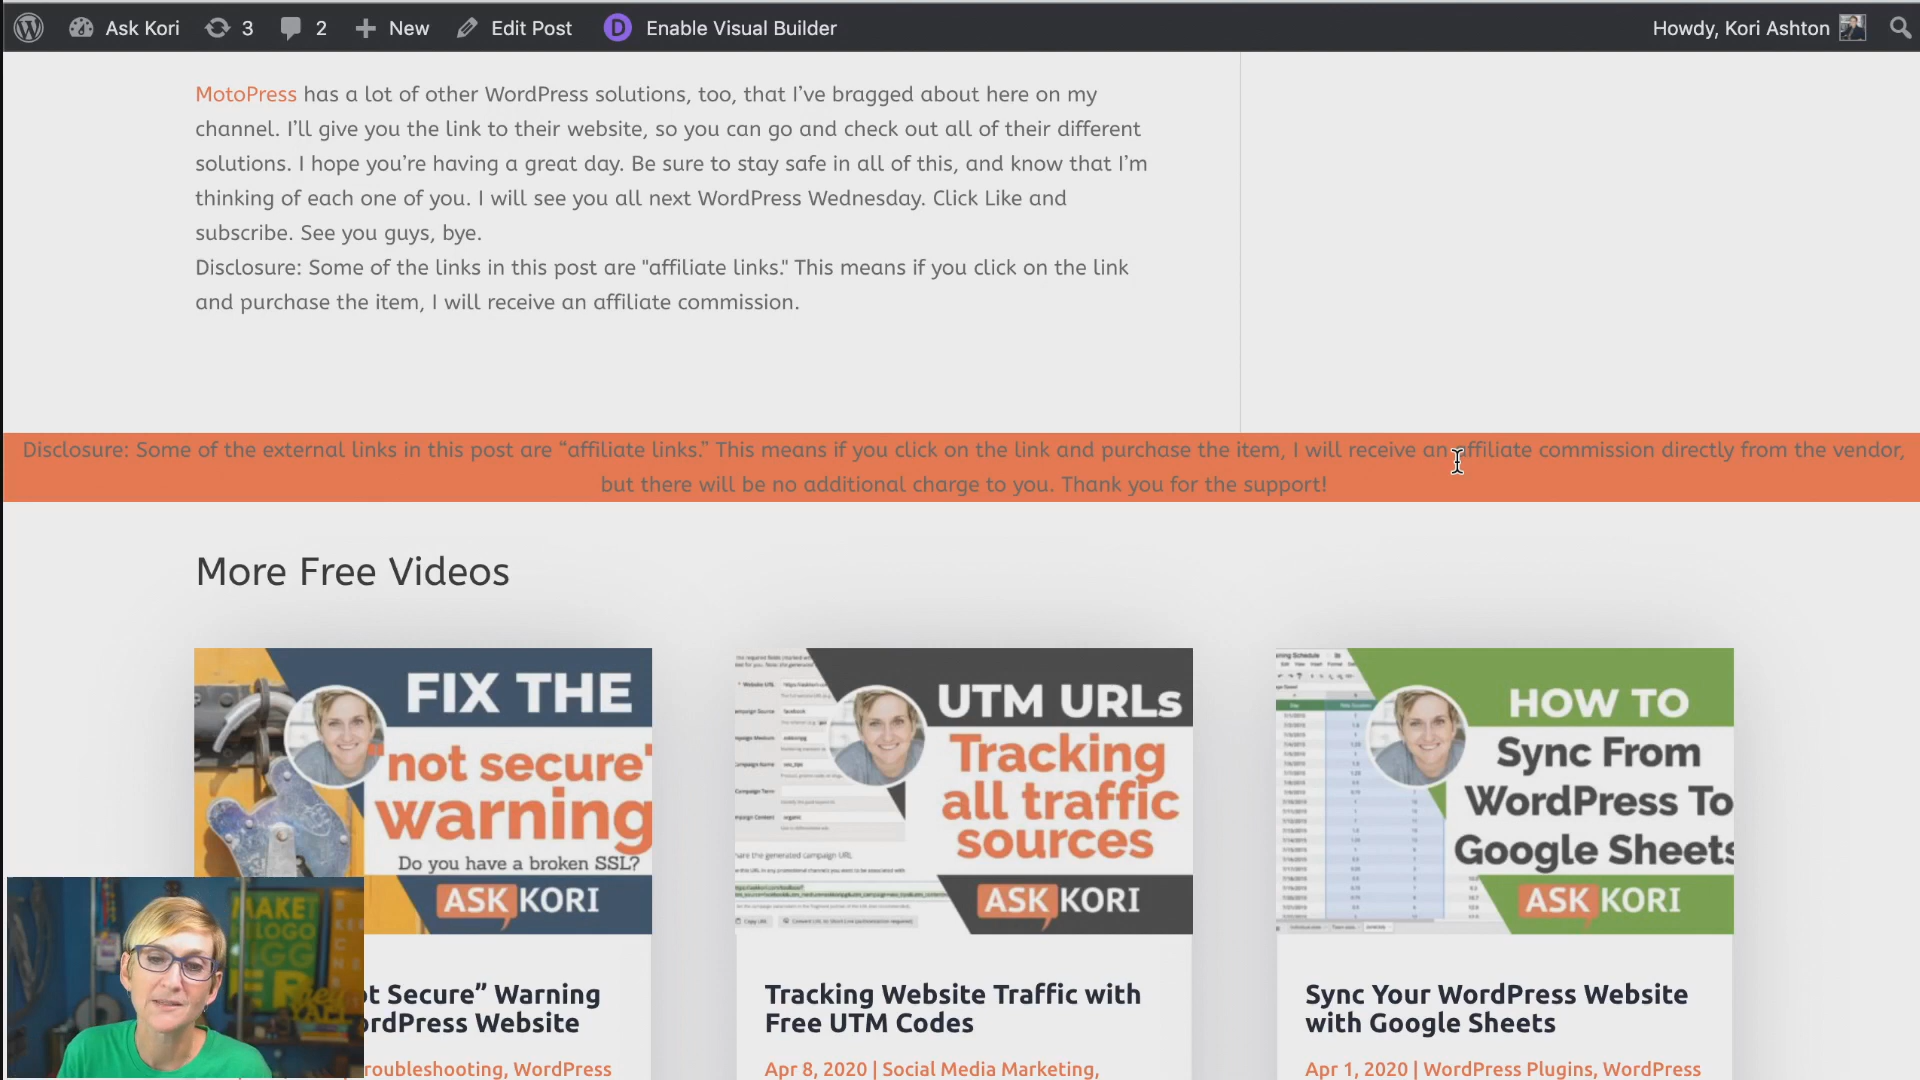 Ask Kori 3 2 New Edit Post D Enable Visual Builder Howdy, Kori Ashton
MotoPress has a lot of other WordPress solutions, too, that I’ve bragged about here on my
channel. I’ll give you the link to their website, so you can go and check out all of their different
solutions. I hope you’re having a great day. Be sure to stay safe in all of this, and know that I’m
thinking of each one of you. I will see you all next WordPress Wednesday. Click Like and
subscribe. See you guys, bye.
Disclosure: Some of the links in this post are "affiliate links." This means if you click on the link
and purchase the item, I will receive an affiliate commission.
Disclosure: Some of the external links in this post are “affiliate links.” This means if you click on the link and purchase the item, I will receive an affiliate commission directly from the vendor,
but there will be no additional charge to you. Thank you for the support!
More Free Videos
FIX THE
"not secure"
warning
Do you have a broken SSL?
ASK KORI
UTM URLs
Tracking
all traffic
sources
ASK KORI
HOW TO
Sync From
WordPress To
Google Sheets
ASK KORI
MAKE
THE LOGO
BIGG
ER
ot Secure” Warning
ordPress Website
roubleshooting, WordPress
Tracking Website Traffic with
Free UTM Codes
Apr 8, 2020 | Social Media Marketing,
Sync Your WordPress Website
with Google Sheets
Apr 1, 2020 | WordPress Plugins, WordPress